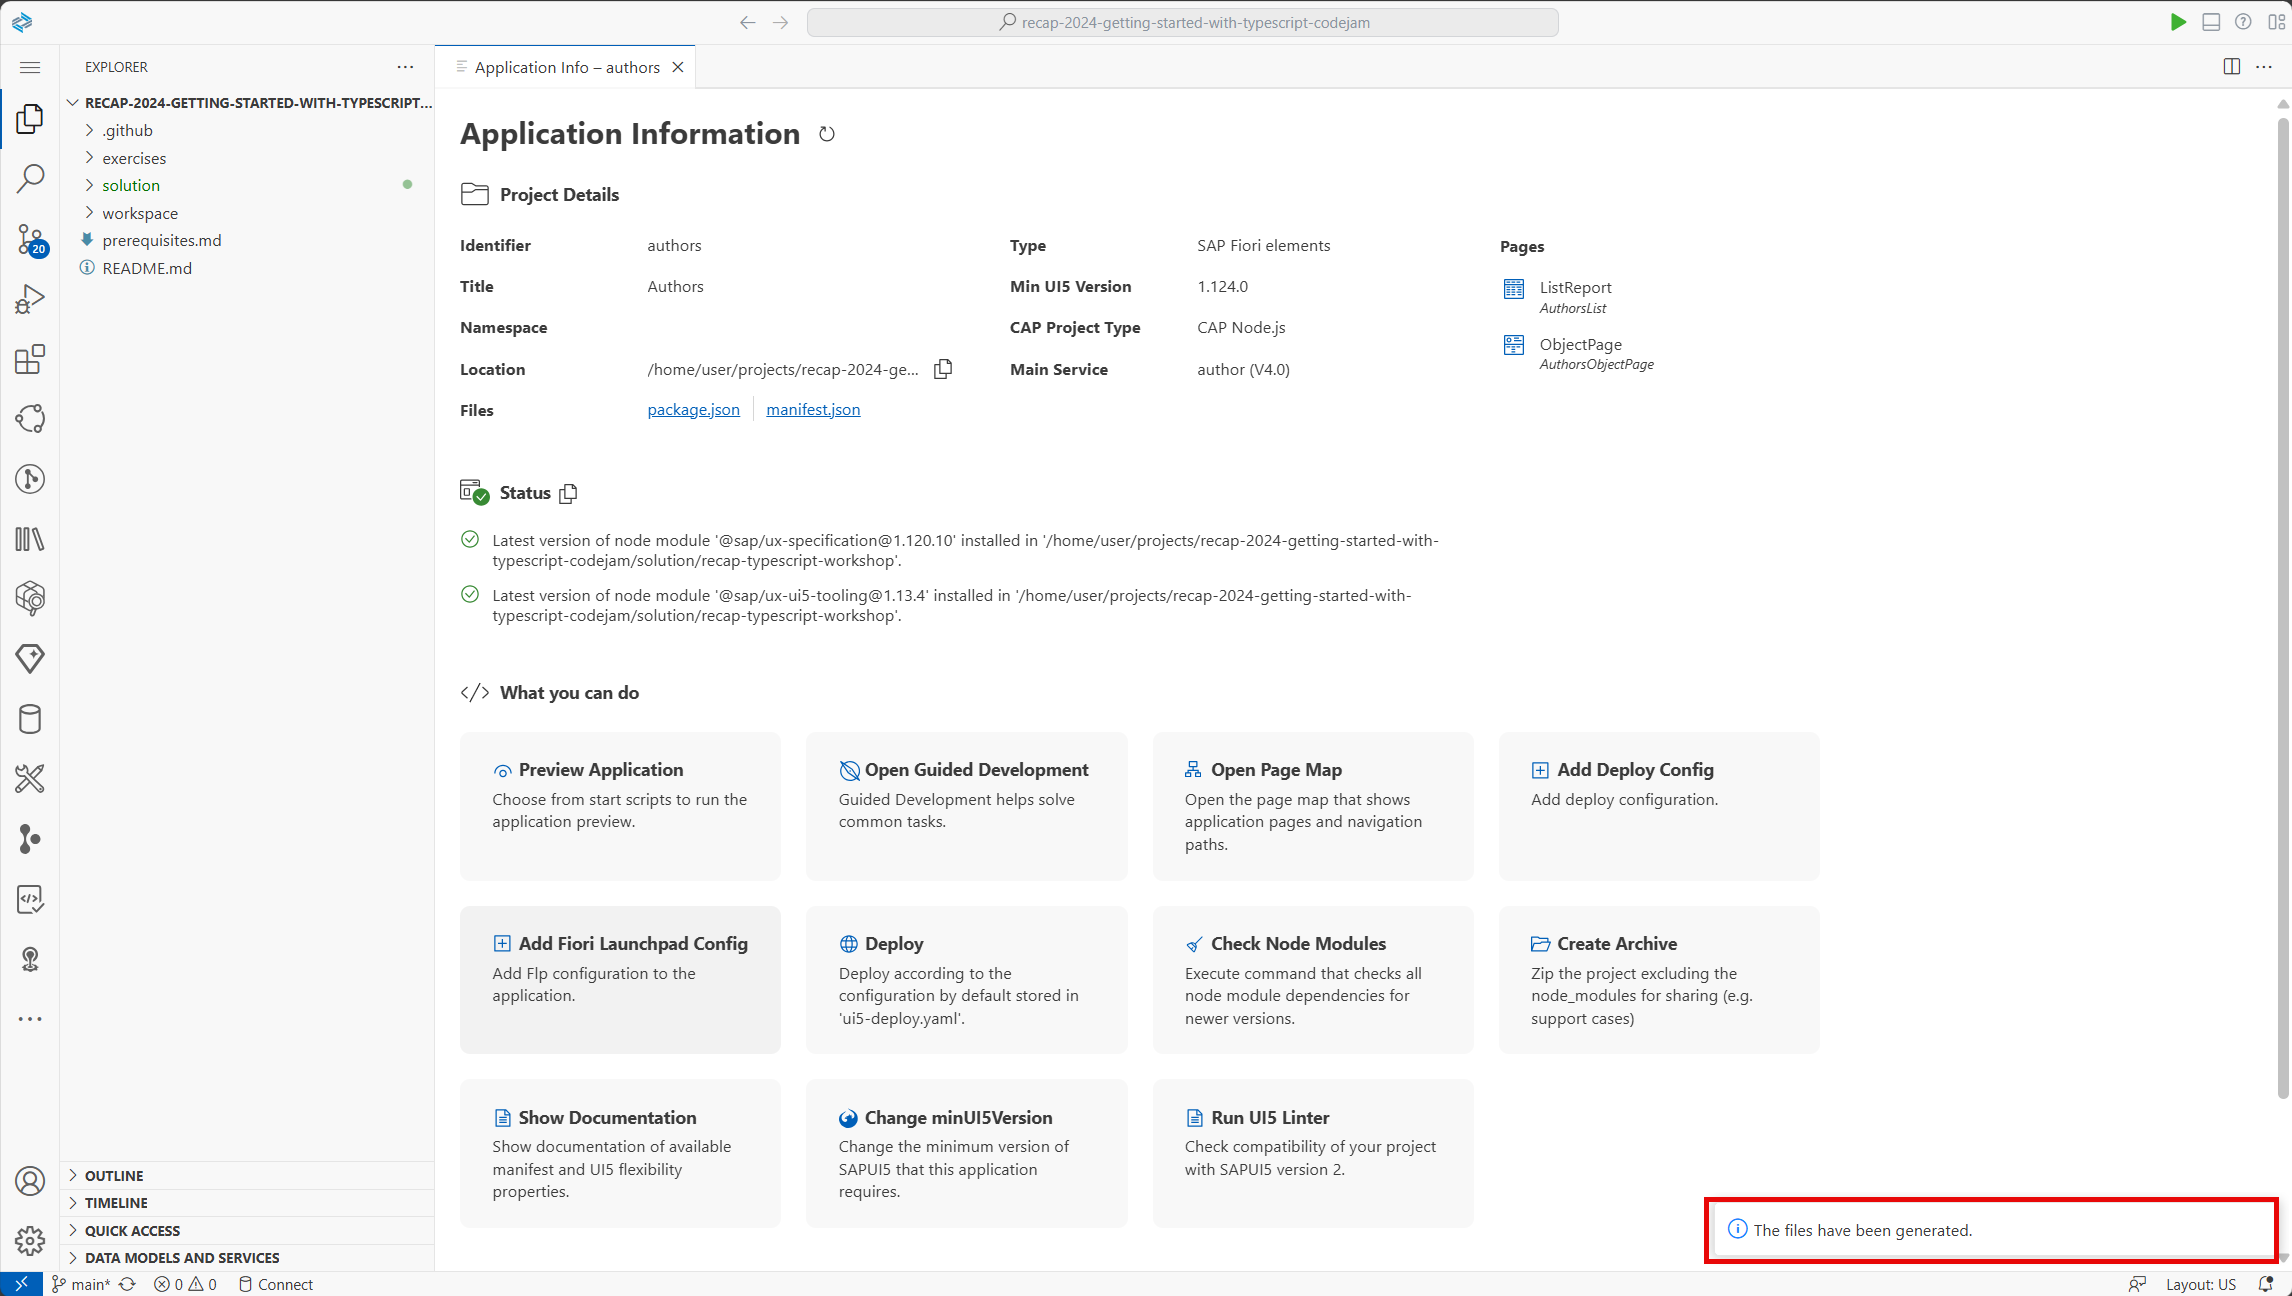 recap-2024-getting-started-with-typescript-codejam
EXPLORER
Application Info – authors
RECAP-2024-GETTING-STARTED-WITH-TYPESCRIPT...
.github
exercises
solution
workspace
prerequisites.md
README.md
20
Application Information
Project Details
Identifier authors Type SAP Fiori elements Pages
Title Authors Min UI5 Version 1.124.0 ListReport
AuthorsList
Namespace CAP Project Type CAP Node.js ObjectPage
AuthorsObjectPage
Location /home/user/projects/recap-2024-ge... Main Service author (V4.0)
Files package.json manifest.json
Status
Latest version of node module '@sap/ux-specification@1.120.10' installed in '/home/user/projects/recap-2024-getting-started-with-
typescript-codejam/solution/recap-typescript-workshop'.
Latest version of node module '@sap/ux-ui5-tooling@1.13.4' installed in '/home/user/projects/recap-2024-getting-started-with-
typescript-codejam/solution/recap-typescript-workshop'.
What you can do
Preview Application
Choose from start scripts to run the
application preview.
Open Guided Development
Guided Development helps solve
common tasks.
Open Page Map
Open the page map that shows
application pages and navigation
paths.
Add Deploy Config
Add deploy configuration.
Add Fiori Launchpad Config
Add Flp configuration to the
application.
Deploy
Deploy according to the
configuration by default stored in
'ui5-deploy.yaml'.
Check Node Modules
Execute command that checks all
node module dependencies for
newer versions.
Create Archive
Zip the project excluding the
node_modules for sharing (e.g.
support cases)
Show Documentation
Show documentation of available
manifest and UI5 flexibility
properties.
Change minUI5Version
Change the minimum version of
SAPUI5 that this application
requires.
Run UI5 Linter
Check compatibility of your project
with SAPUI5 version 2.
OUTLINE
TIMELINE
QUICK ACCESS
DATA MODELS AND SERVICES
The files have been generated.
main* 0 0 Connect
Layout: US